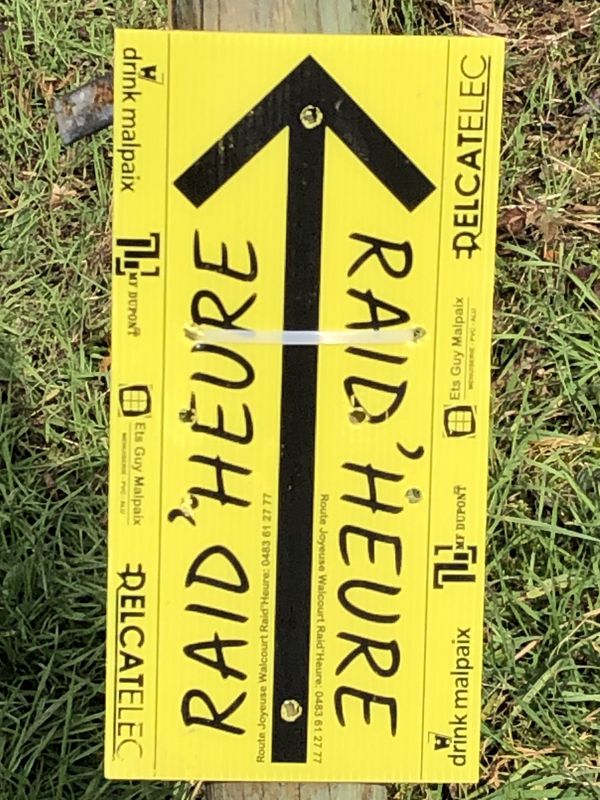 drink malpaix
MF DUPONT
Ets Guy Malpaix
MENUISERIE - PVC - ALU
DELCATELEC
RAID'HEURE
Route Joyeuse Walcourt Raid'Heure: 0483 61 27 77
Route Joyeuse Walcourt Raid'Heure: 0483 61 27 77
RAID'HEURE
drink malpaix
MF DUPONT
Ets Guy Malpaix
MENUISERIE - PVC - ALU
DELCATELEC